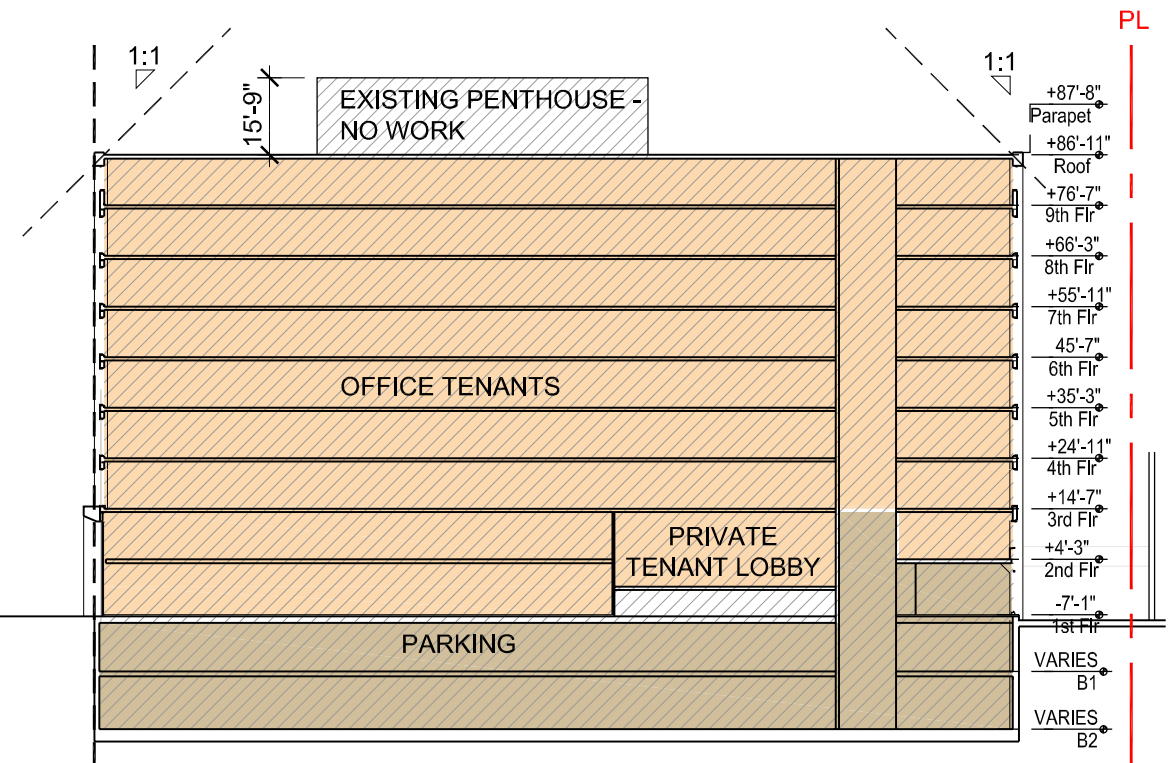 PL
1:1
1:1
15'-9"
EXISTING PENTHOUSE -
NO WORK
+87'-8"
Parapet
+86'-11"
Roof
+76'-7"
9th Flr
+66'-3"
8th Flr
+55'-11"
7th Flr
45'-7"
6th Flr
OFFICE TENANTS
+35'-3"
5th Flr
+24'-11"
4th Flr
+14'-7"
3rd Flr
PRIVATE
TENANT LOBBY
+4'-3"
2nd Flr
-7'-1"
1st Flr
PARKING
VARIES
B1
VARIES
B2